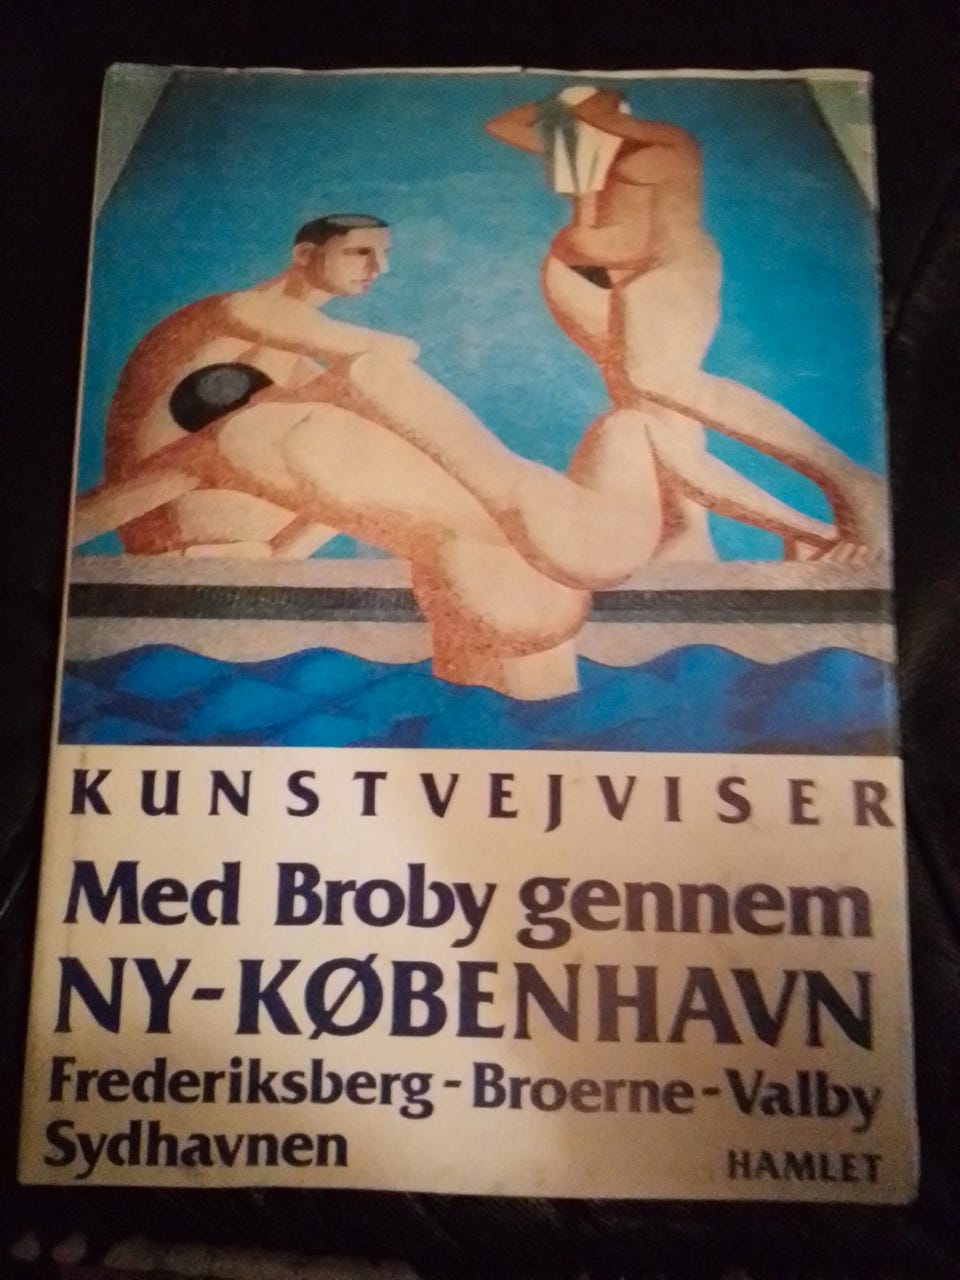 KUNSTVEJVISER
Med Broby gennem
NY-KØBENHAVN
Frederiksberg - Broerne - Valby
Sydhavnen
HAMLET